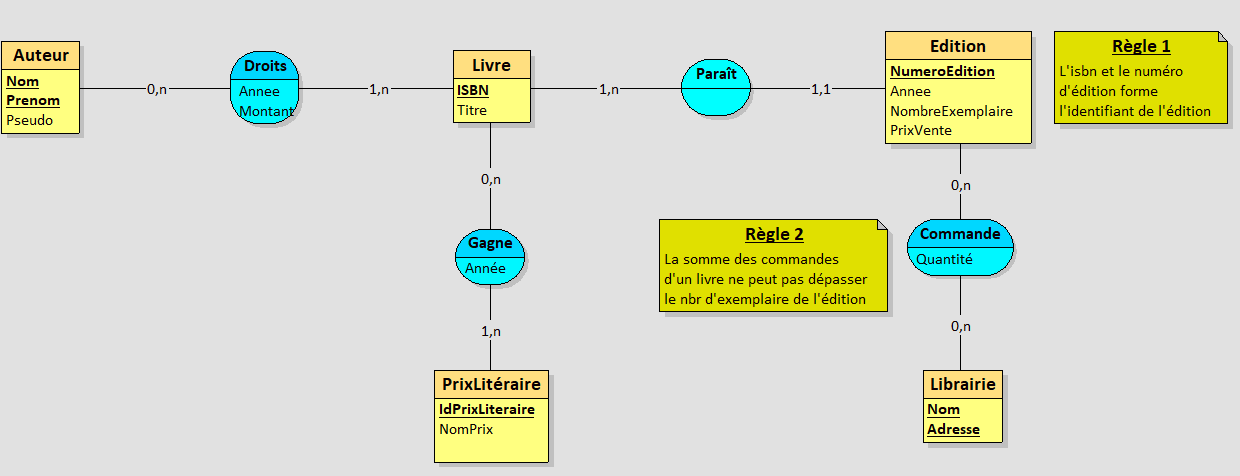 Auteur
Nom
Prenom
Pseudo
0,n
Droits
Annee
Montant
1,n
Livre
ISBN
Titre
1,n
Paraît
1,1
Edition
NumeroEdition
Annee
NombreExemplaire
PrixVente
Règle 1
L'isbn et le numéro
d'édition forme
l'identifiant de l'édition
0,n
Gagne
Année
1,n
PrixLitéraire
IdPrixLiteraire
NomPrix
Règle 2
La somme des commandes
d'un livre ne peut pas dépasser
le nbr d'exemplaire de l'édition
0,n
Commande
Quantité
0,n
Librairie
Nom
Adresse